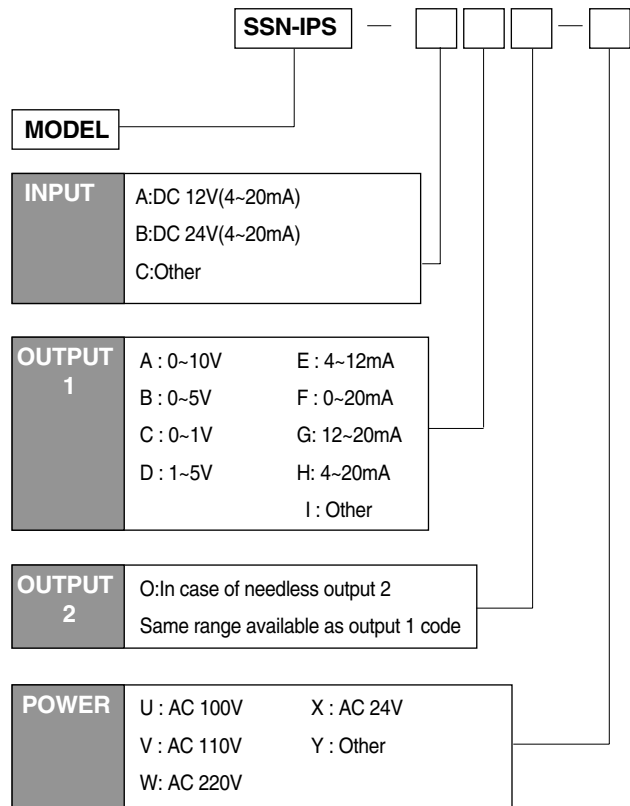 SSN-IPS —  —
MODEL
INPUT
A:DC 12V(4~20mA)
B:DC 24V(4~20mA)
C:Other
OUTPUT
1
A : 0~10V E : 4~12mA
B : 0~5V F : 0~20mA
C : 0~1V G: 12~20mA
D : 1~5V H: 4~20mA
I : Other
OUTPUT
2
O:In case of needless output 2
Same range available as output 1 code
POWER
U : AC 100V X : AC 24V
V : AC 110V Y : Other
W: AC 220V